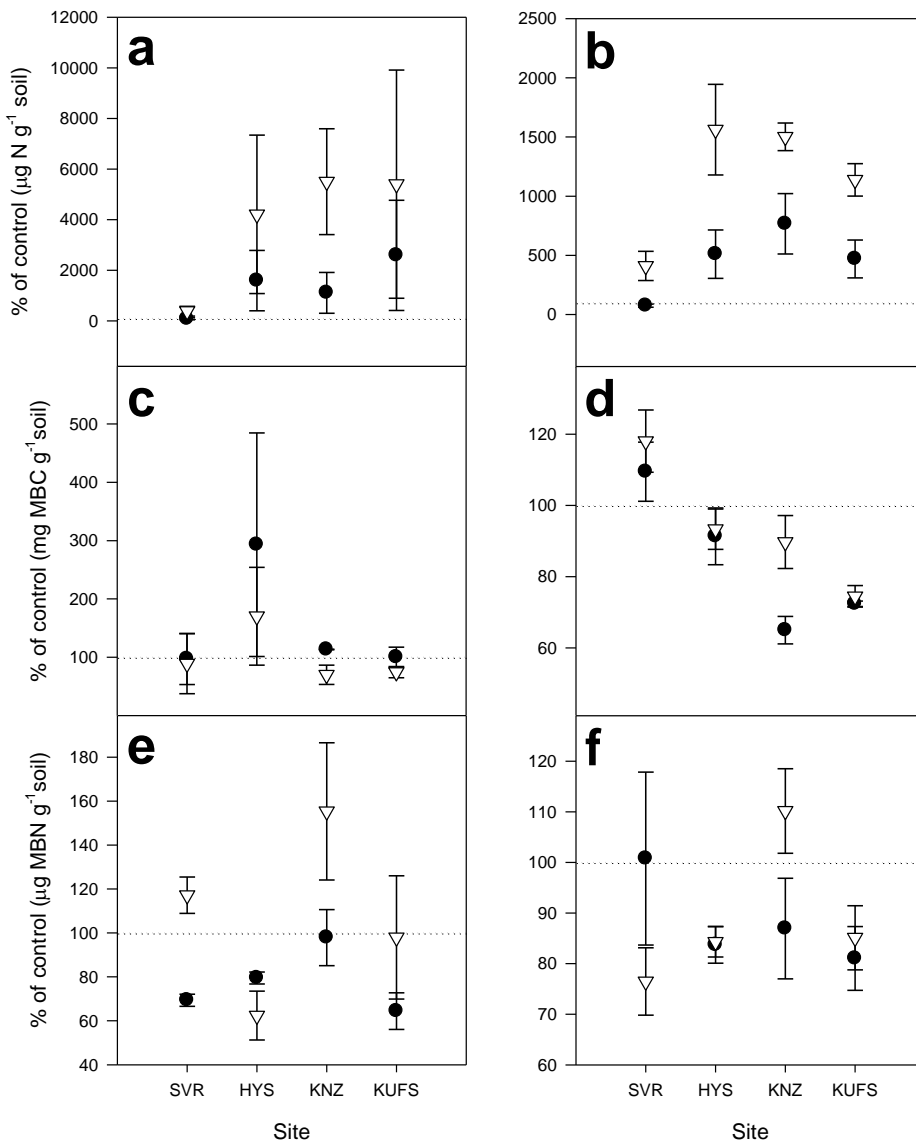 a
% of control (μg N g-1 soil)
12000
10000
8000
6000
4000
2000
0
b
2500
2000
1500
1000
500
0
c
% of control (mg MBC g-1soil)
500
400
300
200
100
d
120
100
80
60
e
% of control (μg MBN g-1soil)
180
160
140
120
100
80
60
40
f
120
110
100
90
80
70
60
SVR HYS KNZ KUFS
SVR HYS KNZ KUFS
Site
Site